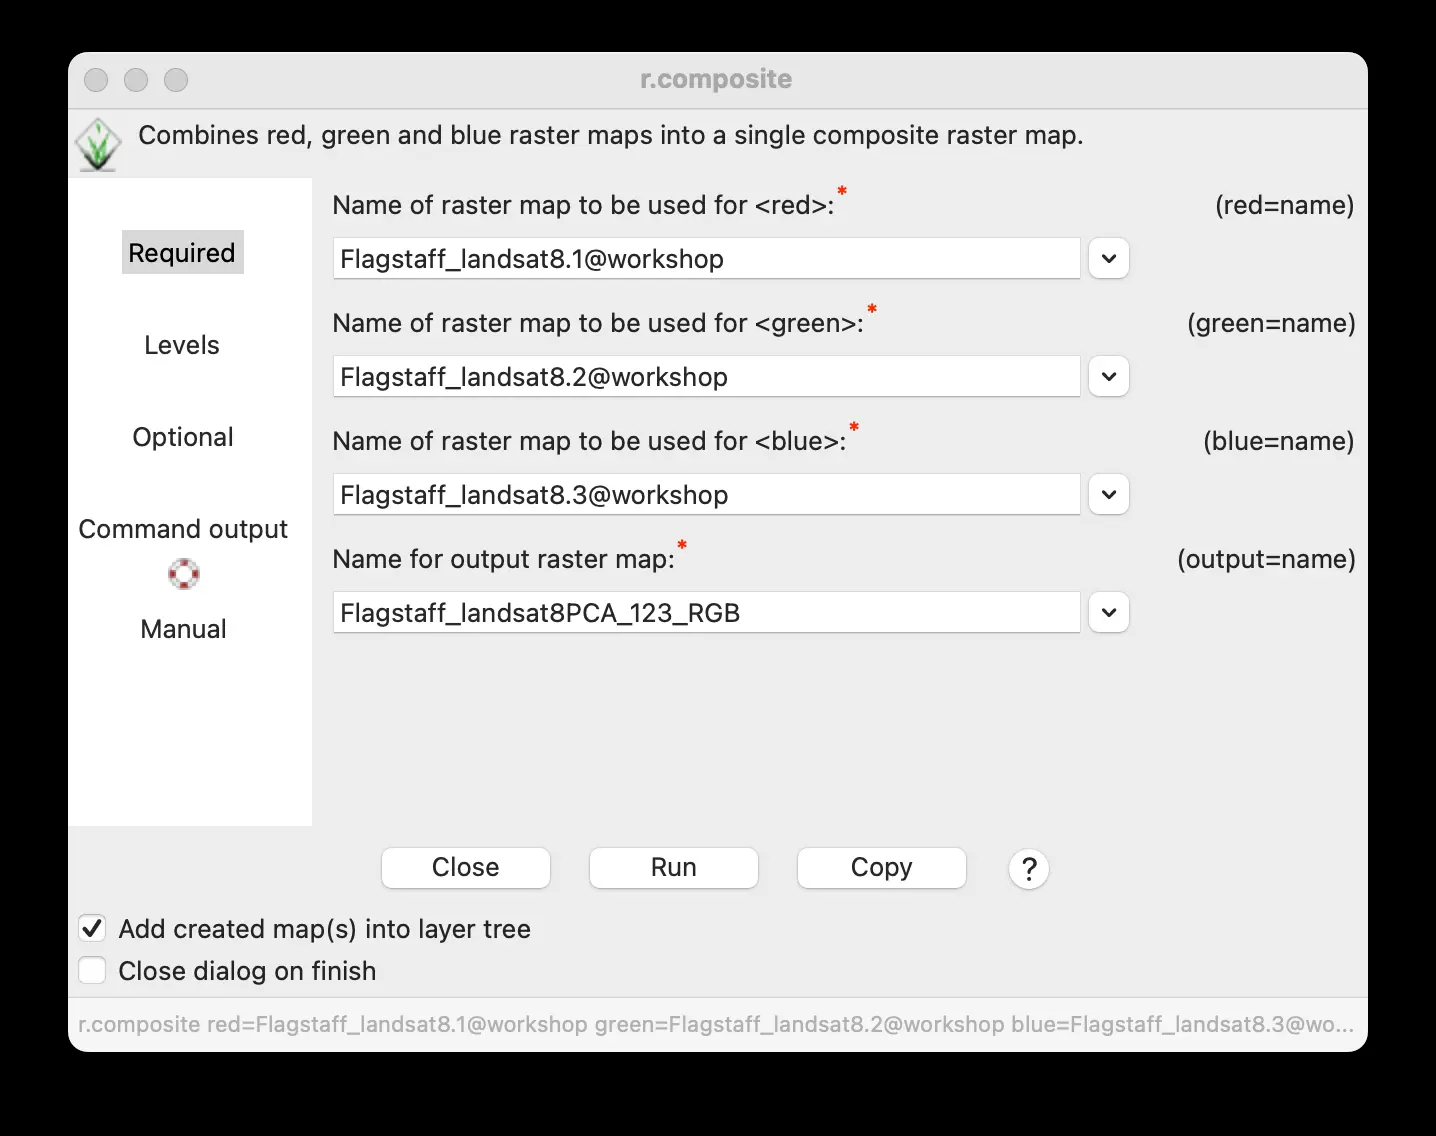 r.composite
Combines red, green and blue raster maps into a single composite raster map.
Required
Levels
Optional
Command output
Manual
Name of raster map to be used for <red>:* (red=name)
Flagstaff_landsat8.1@workshop
Name of raster map to be used for <green>:* (green=name)
Flagstaff_landsat8.2@workshop
Name of raster map to be used for <blue>:* (blue=name)
Flagstaff_landsat8.3@workshop
Name for output raster map:* (output=name)
Flagstaff_landsat8PCA_123_RGB
Close Run Copy ?
Add created map(s) into layer tree
Close dialog on finish
r.composite red=Flagstaff_landsat8.1@workshop green=Flagstaff_landsat8.2@workshop blue=Flagstaff_landsat8.3@wo...